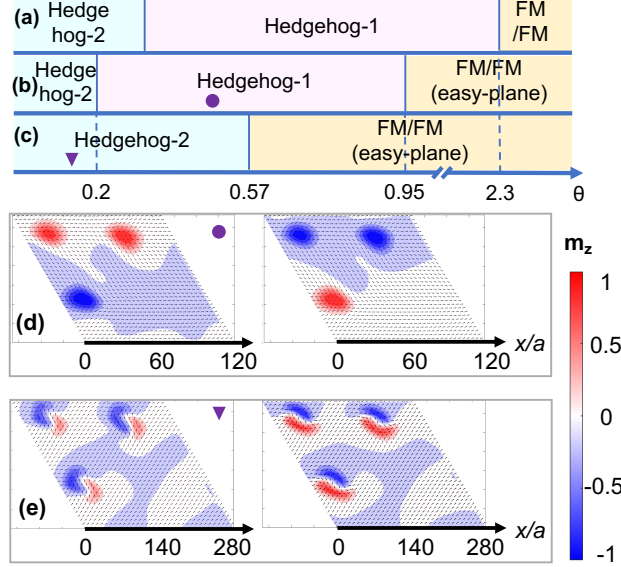 (a) Hedge hog-2 Hedgehog-1 FM /FM
(b) Hedge hog-2 Hedgehog-1 FM/FM (easy-plane)
(c) Hedgehog-2 FM/FM (easy-plane)
0.2 0.57 0.95 2.3 θ
(d) 0 60 120 0 60 120 x/a
(e) 0 140 280 0 140 280 x/a
m_z
1
0.5
0
-0.5
-1